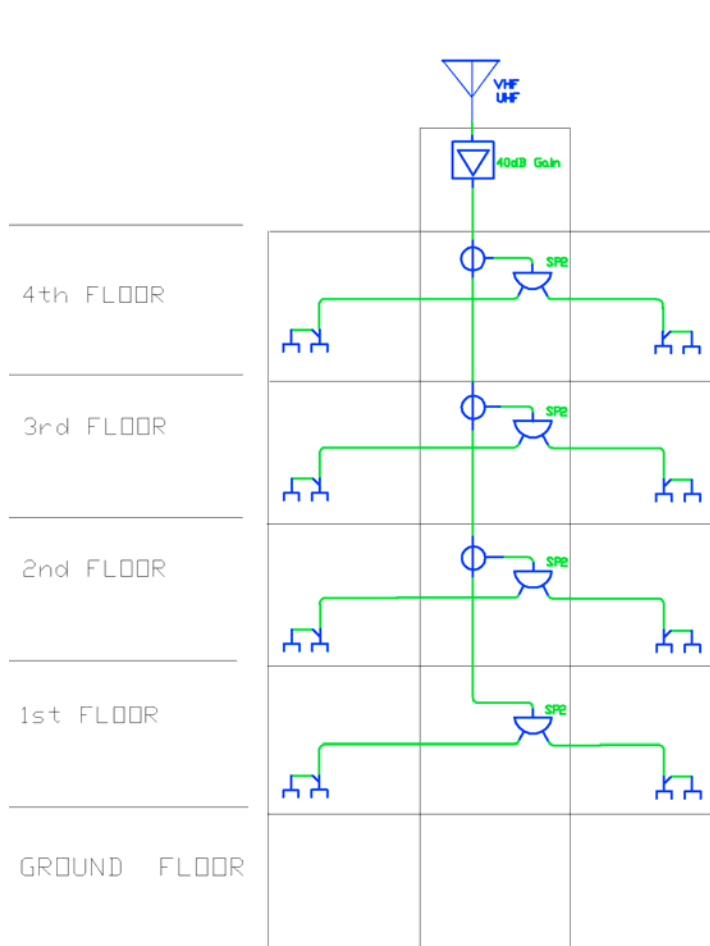 VHF
UHF
40dB Gain
SP2
4th FLOOR
SP2
3rd FLOOR
SP2
2nd FLOOR
SP2
1st FLOOR
GROUND FLOOR